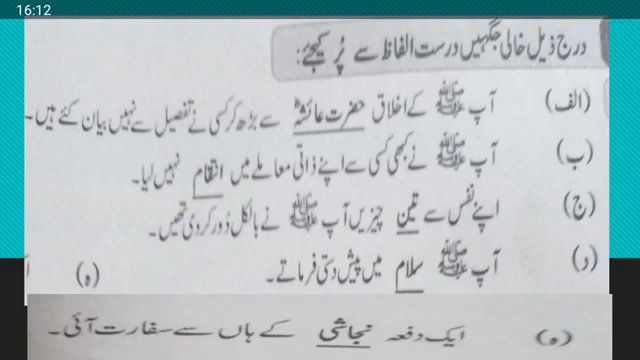 16:12
درج ذیل خالی جگہیں درست الفاظ سے پُر کیجئے:
(الف) آپ ﷺ کے اخلاق حضرت عائشہؓ سے بڑھ کر کسی نے تفصیل سے نہیں بیان کئے ہیں۔
(ب) آپ ﷺ نے کبھی کسی سے اپنے ذاتی معاملے میں انتقام نہیں لیا۔
(ج) اپنے نفس سے تین چیزیں آپ ﷺ نے بالکل دُور کر دی تھیں۔
(د) آپ ﷺ سلام میں پیش دستی فرماتے۔ (ہ)
(ہ) ایک دفعہ نجاشی کے ہاں سے سفارت آئی۔